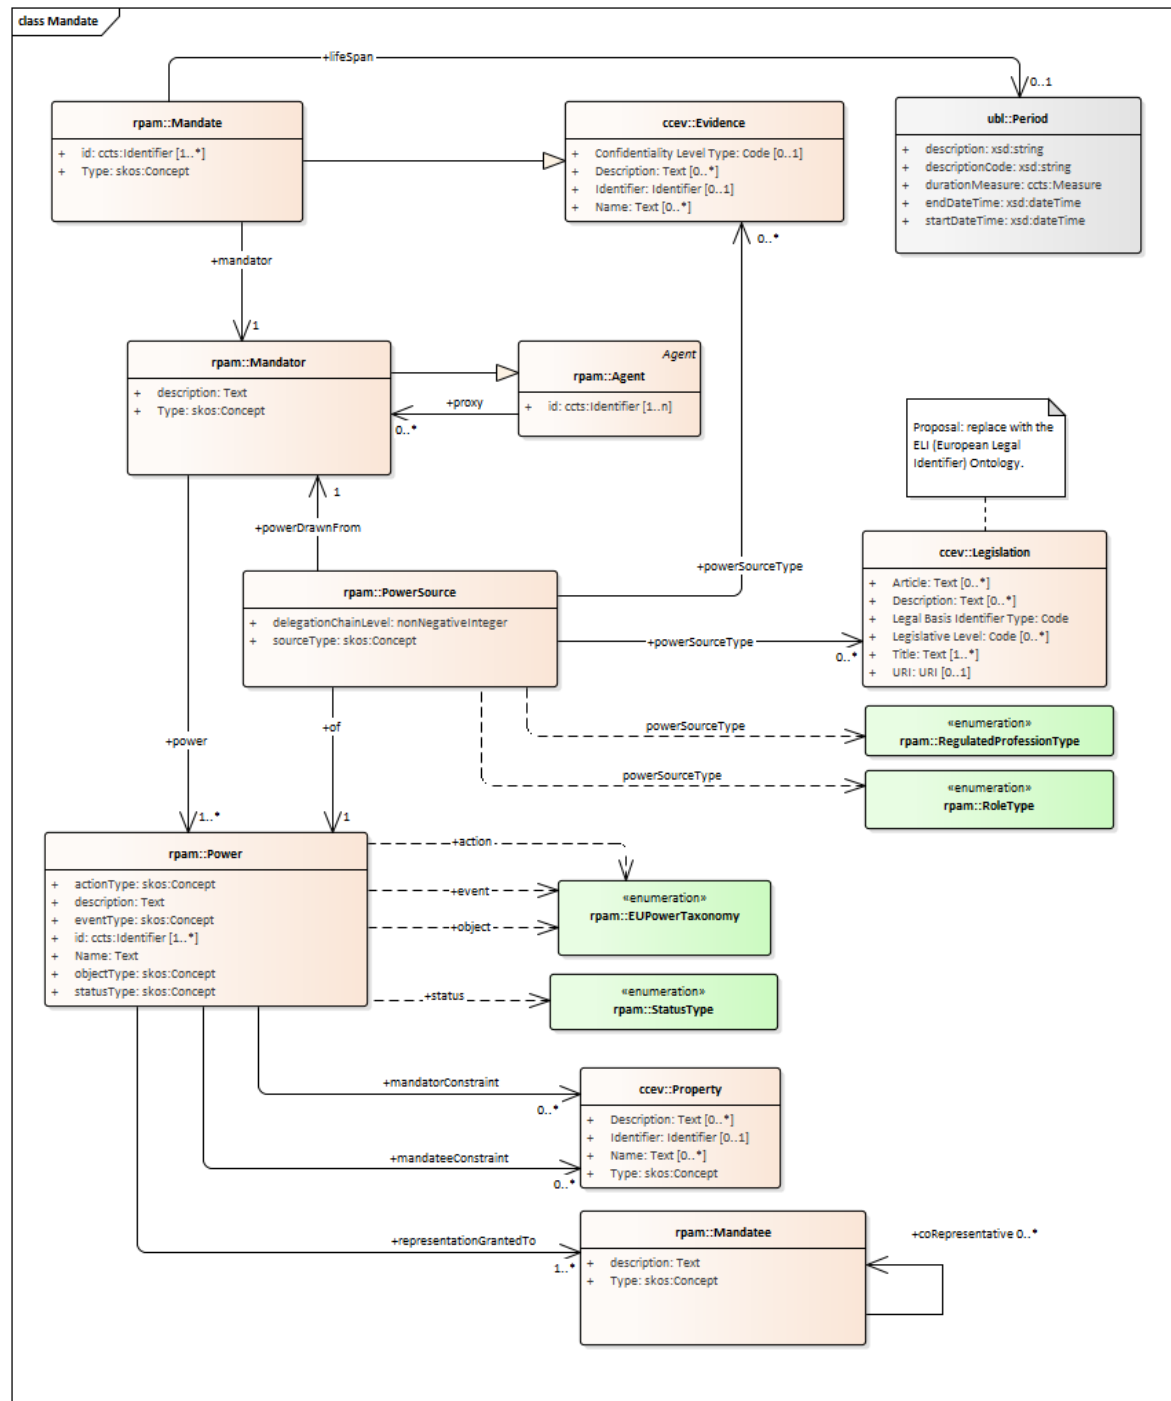 class Mandate
+lifeSpan
0..1
rpam::Mandate
+ id: ccts:Identifier [1..*]
+ Type: skos:Concept
ccev::Evidence
+ Confidentiality Level Type: Code [0..1]
+ Description: Text [0..*]
+ Identifier: Identifier [0..1]
+ Name: Text [0..*]
ubl::Period
+ description: xsd:string
+ descriptionCode: xsd:string
+ durationMeasure: ccts:Measure
+ endDateTime: xsd:dateTime
+ startDateTime: xsd:dateTime
0..*
+mandator
1
rpam::Mandator
+ description: Text
+ Type: skos:Concept
Agent
rpam::Agent
+ id: ccts:Identifier [1..n]
+proxy
0..*
Proposal: replace with the
ELI (European Legal
Identifier) Ontology.
1
+powerDrawnFrom
+powerSourceType
rpam::PowerSource
+ delegationChainLevel: nonNegativeInteger
+ sourceType: skos:Concept
+powerSourceType
0..*
ccev::Legislation
+ Article: Text [0..*]
+ Description: Text [0..*]
+ Legal Basis Identifier Type: Code
+ Legislative Level: Code [0..*]
+ Title: Text [1..*]
+ URI: URI [0..1]
+power
+of
powerSourceType
«enumeration»
rpam::RegulatedProfessionType
powerSourceType
«enumeration»
rpam::RoleType
1..*
1
rpam::Power
+ actionType: skos:Concept
+ description: Text
+ eventType: skos:Concept
+ id: ccts:Identifier [1..*]
+ Name: Text
+ objectType: skos:Concept
+ statusType: skos:Concept
+action
+event
+object
«enumeration»
rpam::EUPowerTaxonomy
+status
«enumeration»
rpam::StatusType
+mandatorConstraint
0..*
+mandateeConstraint
0..*
ccev::Property
+ Description: Text [0..*]
+ Identifier: Identifier [0..1]
+ Name: Text [0..*]
+ Type: skos:Concept
+representationGrantedTo
1..*
rpam::Mandatee
+ description: Text
+ Type: skos:Concept
+coRepresentative 0..*